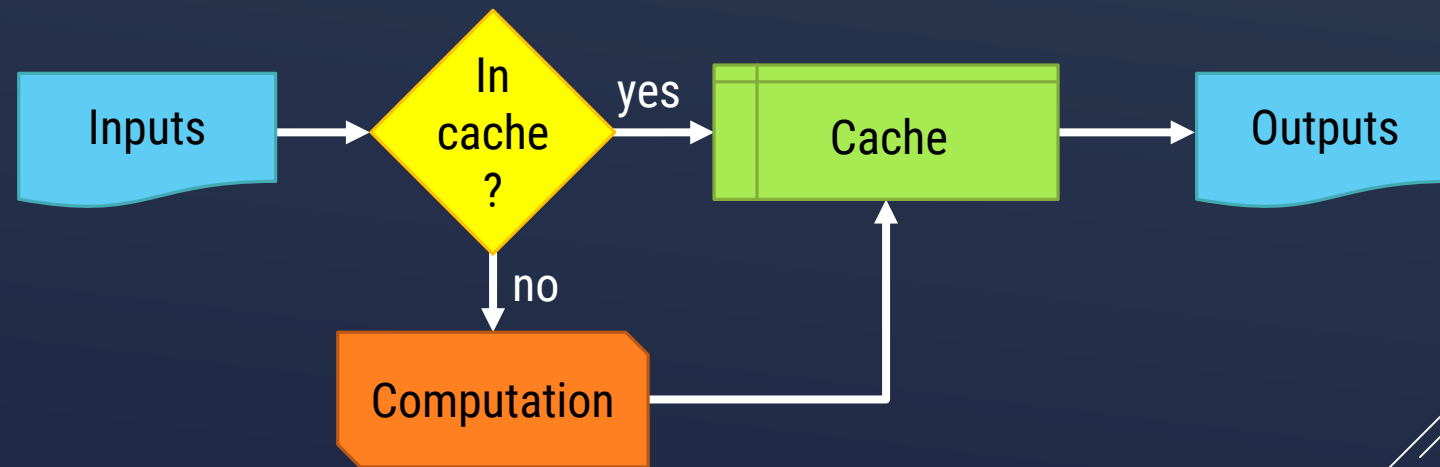 Inputs
In
cache
?
yes
Cache
Outputs
no
Computation